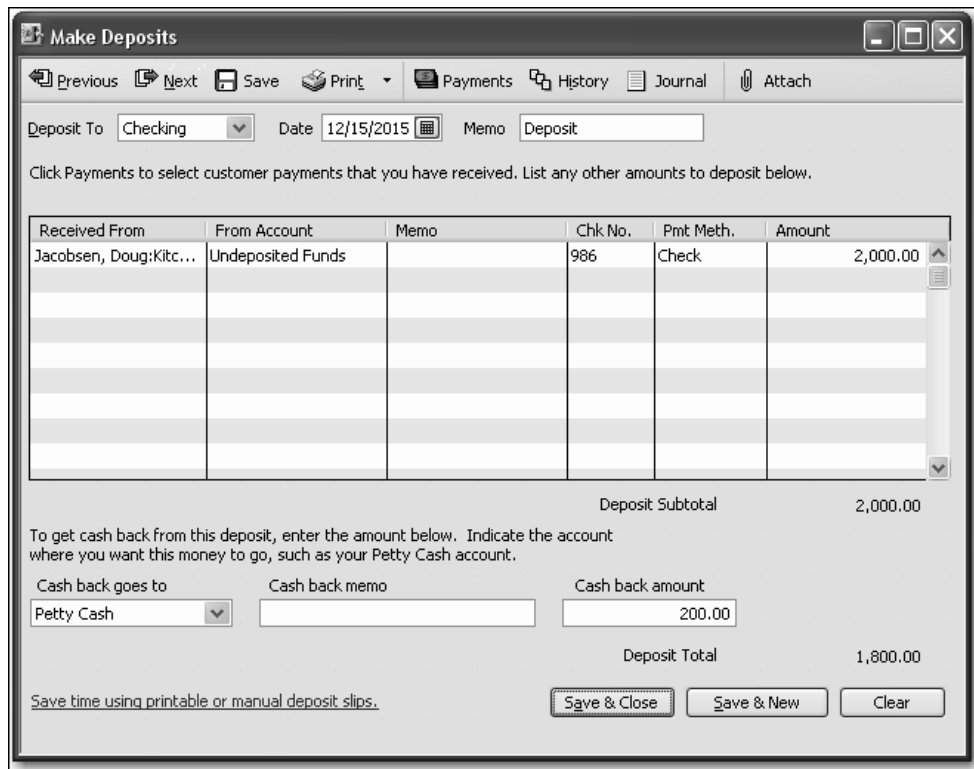 Make Deposits
Previous Next Save Print Payments History Journal Attach
Deposit To Checking Date 12/15/2015 Memo Deposit
Click Payments to select customer payments that you have received. List any other amounts to deposit below.
Received From From Account Memo Chk No. Pmt Meth. Amount
Jacobsen, Doug:Kitc... Undeposited Funds 986 Check 2,000.00
Deposit Subtotal 2,000.00
To get cash back from this deposit, enter the amount below. Indicate the account
where you want this money to go, such as your Petty Cash account.
Cash back goes to Cash back memo Cash back amount
Petty Cash 200.00
Deposit Total 1,800.00
Save time using printable or manual deposit slips. Save & Close Save & New Clear